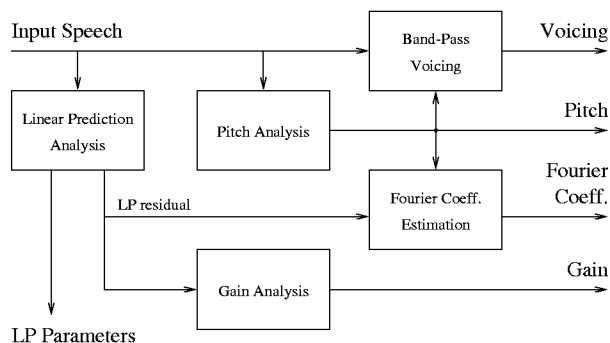 Input Speech
Band-Pass
Voicing
Voicing
Linear Prediction
Analysis
Pitch Analysis
Pitch
LP residual
Fourier Coeff.
Estimation
Fourier
Coeff.
Gain Analysis
Gain
LP Parameters